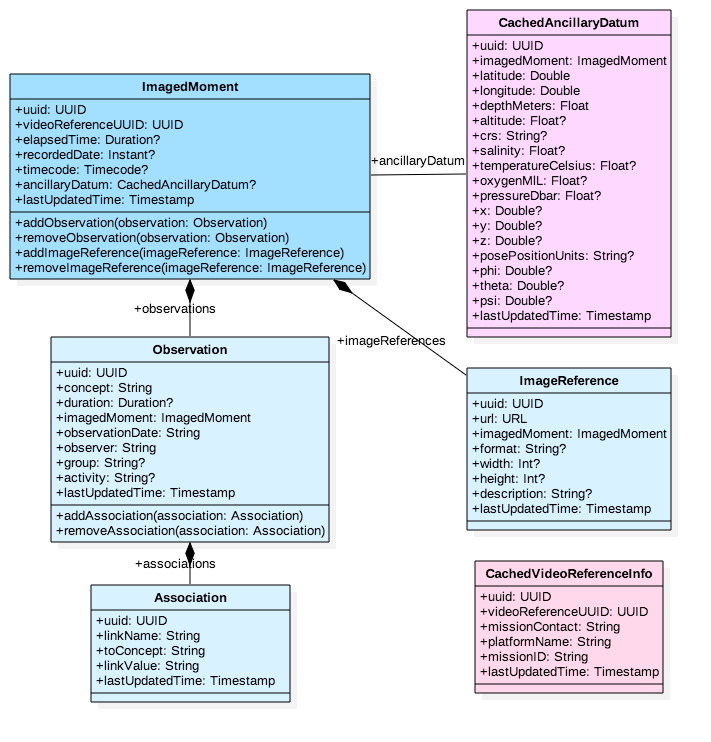 ImagedMoment
+uuid: UUID
+videoReferenceUUID: UUID
+elapsedTime: Duration?
+recordedDate: Instant?
+timecode: Timecode?
+ancillaryDatum: CachedAncillaryDatum?
+lastUpdatedTime: Timestamp
+addObservation(observation: Observation)
+removeObservation(observation: Observation)
+addImageReference(imageReference: ImageReference)
+removeImageReference(imageReference: ImageReference)
+ancillaryDatum
CachedAncillaryDatum
+uuid: UUID
+imagedMoment: ImagedMoment
+latitude: Double
+longitude: Double
+depthMeters: Float
+altitude: Float?
+crs: String?
+salinity: Float?
+temperatureCelsius: Float?
+oxygenMlL: Float?
+pressureDbar: Float?
+x: Double?
+y: Double?
+z: Double?
+posePositionUnits: String?
+phi: Double?
+theta: Double?
+psi: Double?
+lastUpdatedTime: Timestamp
+observations
+imageReferences
Observation
+uuid: UUID
+concept: String
+duration: Duration?
+imagedMoment: ImagedMoment
+observationDate: String
+observer: String
+group: String?
+activity: String?
+lastUpdatedTime: Timestamp
+addAssociation(association: Association)
+removeAssociation(association: Association)
ImageReference
+uuid: UUID
+url: URL
+imagedMoment: ImagedMoment
+format: String?
+width: Int?
+height: Int?
+description: String?
+lastUpdatedTime: Timestamp
+associations
Association
+uuid: UUID
+linkName: String
+toConcept: String
+linkValue: String
+lastUpdatedTime: Timestamp
CachedVideoReferenceInfo
+uuid: UUID
+videoReferenceUUID: UUID
+missionContact: String
+platformName: String
+missionID: String
+lastUpdatedTime: Timestamp